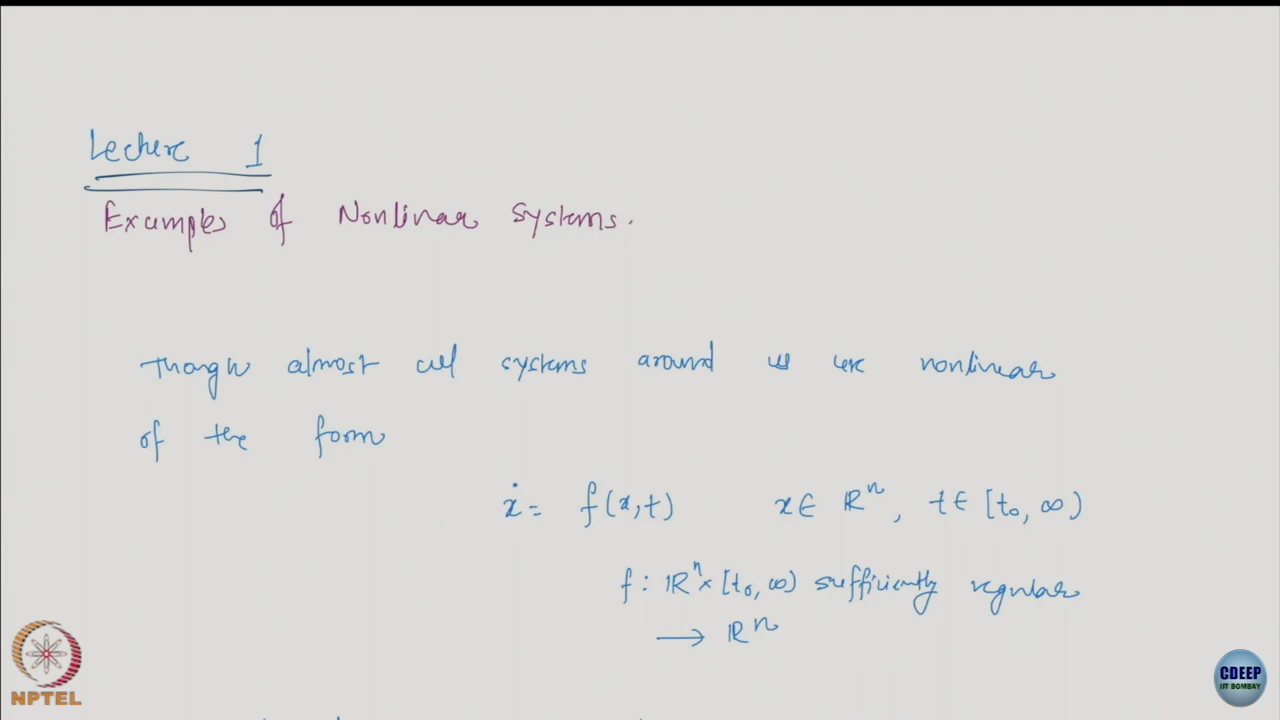 Lecture 1
Examples of Nonlinear Systems.
Though almost all systems around us are nonlinear
of the form
ẋ = f(x,t) x ∈ ℝⁿ, t ∈ [t₀, ∞)
f: ℝⁿ × [t₀, ∞) sufficiently regular
⟶ ℝⁿ
NPTEL
CDEEP
IIT BOMBAY